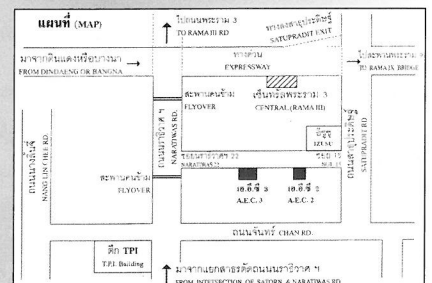 แผนที่ (MAP)
ไปถนนพระราม 3
TO RAMA III RD
ทางลงสาธุประดิษฐ์
SATUPRADIT EXIT
มาจากดินแดงหรือบางนา
FROM DINDAENG OR BANGNA
ทางด่วน
EXPRESSWAY
ไปสะพานพระราม 9
TO RAMA IX BRIDGE
สะพานคนข้าม
FLYOVER
เซ็นทรัลพระราม 3
CENTRAL (RAMA III)
ถนนนางลิ้นจี่
NANG LIN CHEE RD.
ถนนนราธิวาส ฯ
NARATIWAS RD.
อีซูซุ
IZUSU
ถนนสาธุประดิษฐ์
SATUPRADIT RD.
ซอยนราธิวาส 22
NARATIWAS 22
ซอย 15
SOI 15
สะพานคนข้าม
FLYOVER
เอ.อี.ซี 3
A.E.C. 3
เอ.อี.ซี 2
A.E.C. 2
ถนนจันทร์ CHAN RD.
ตึก TPI
T.P.I. Building
มาจากแยกสาธรตัดถนนนราธิวาส ฯ
FROM INTERSECTION OF SATORN & NARATIWAS RD.